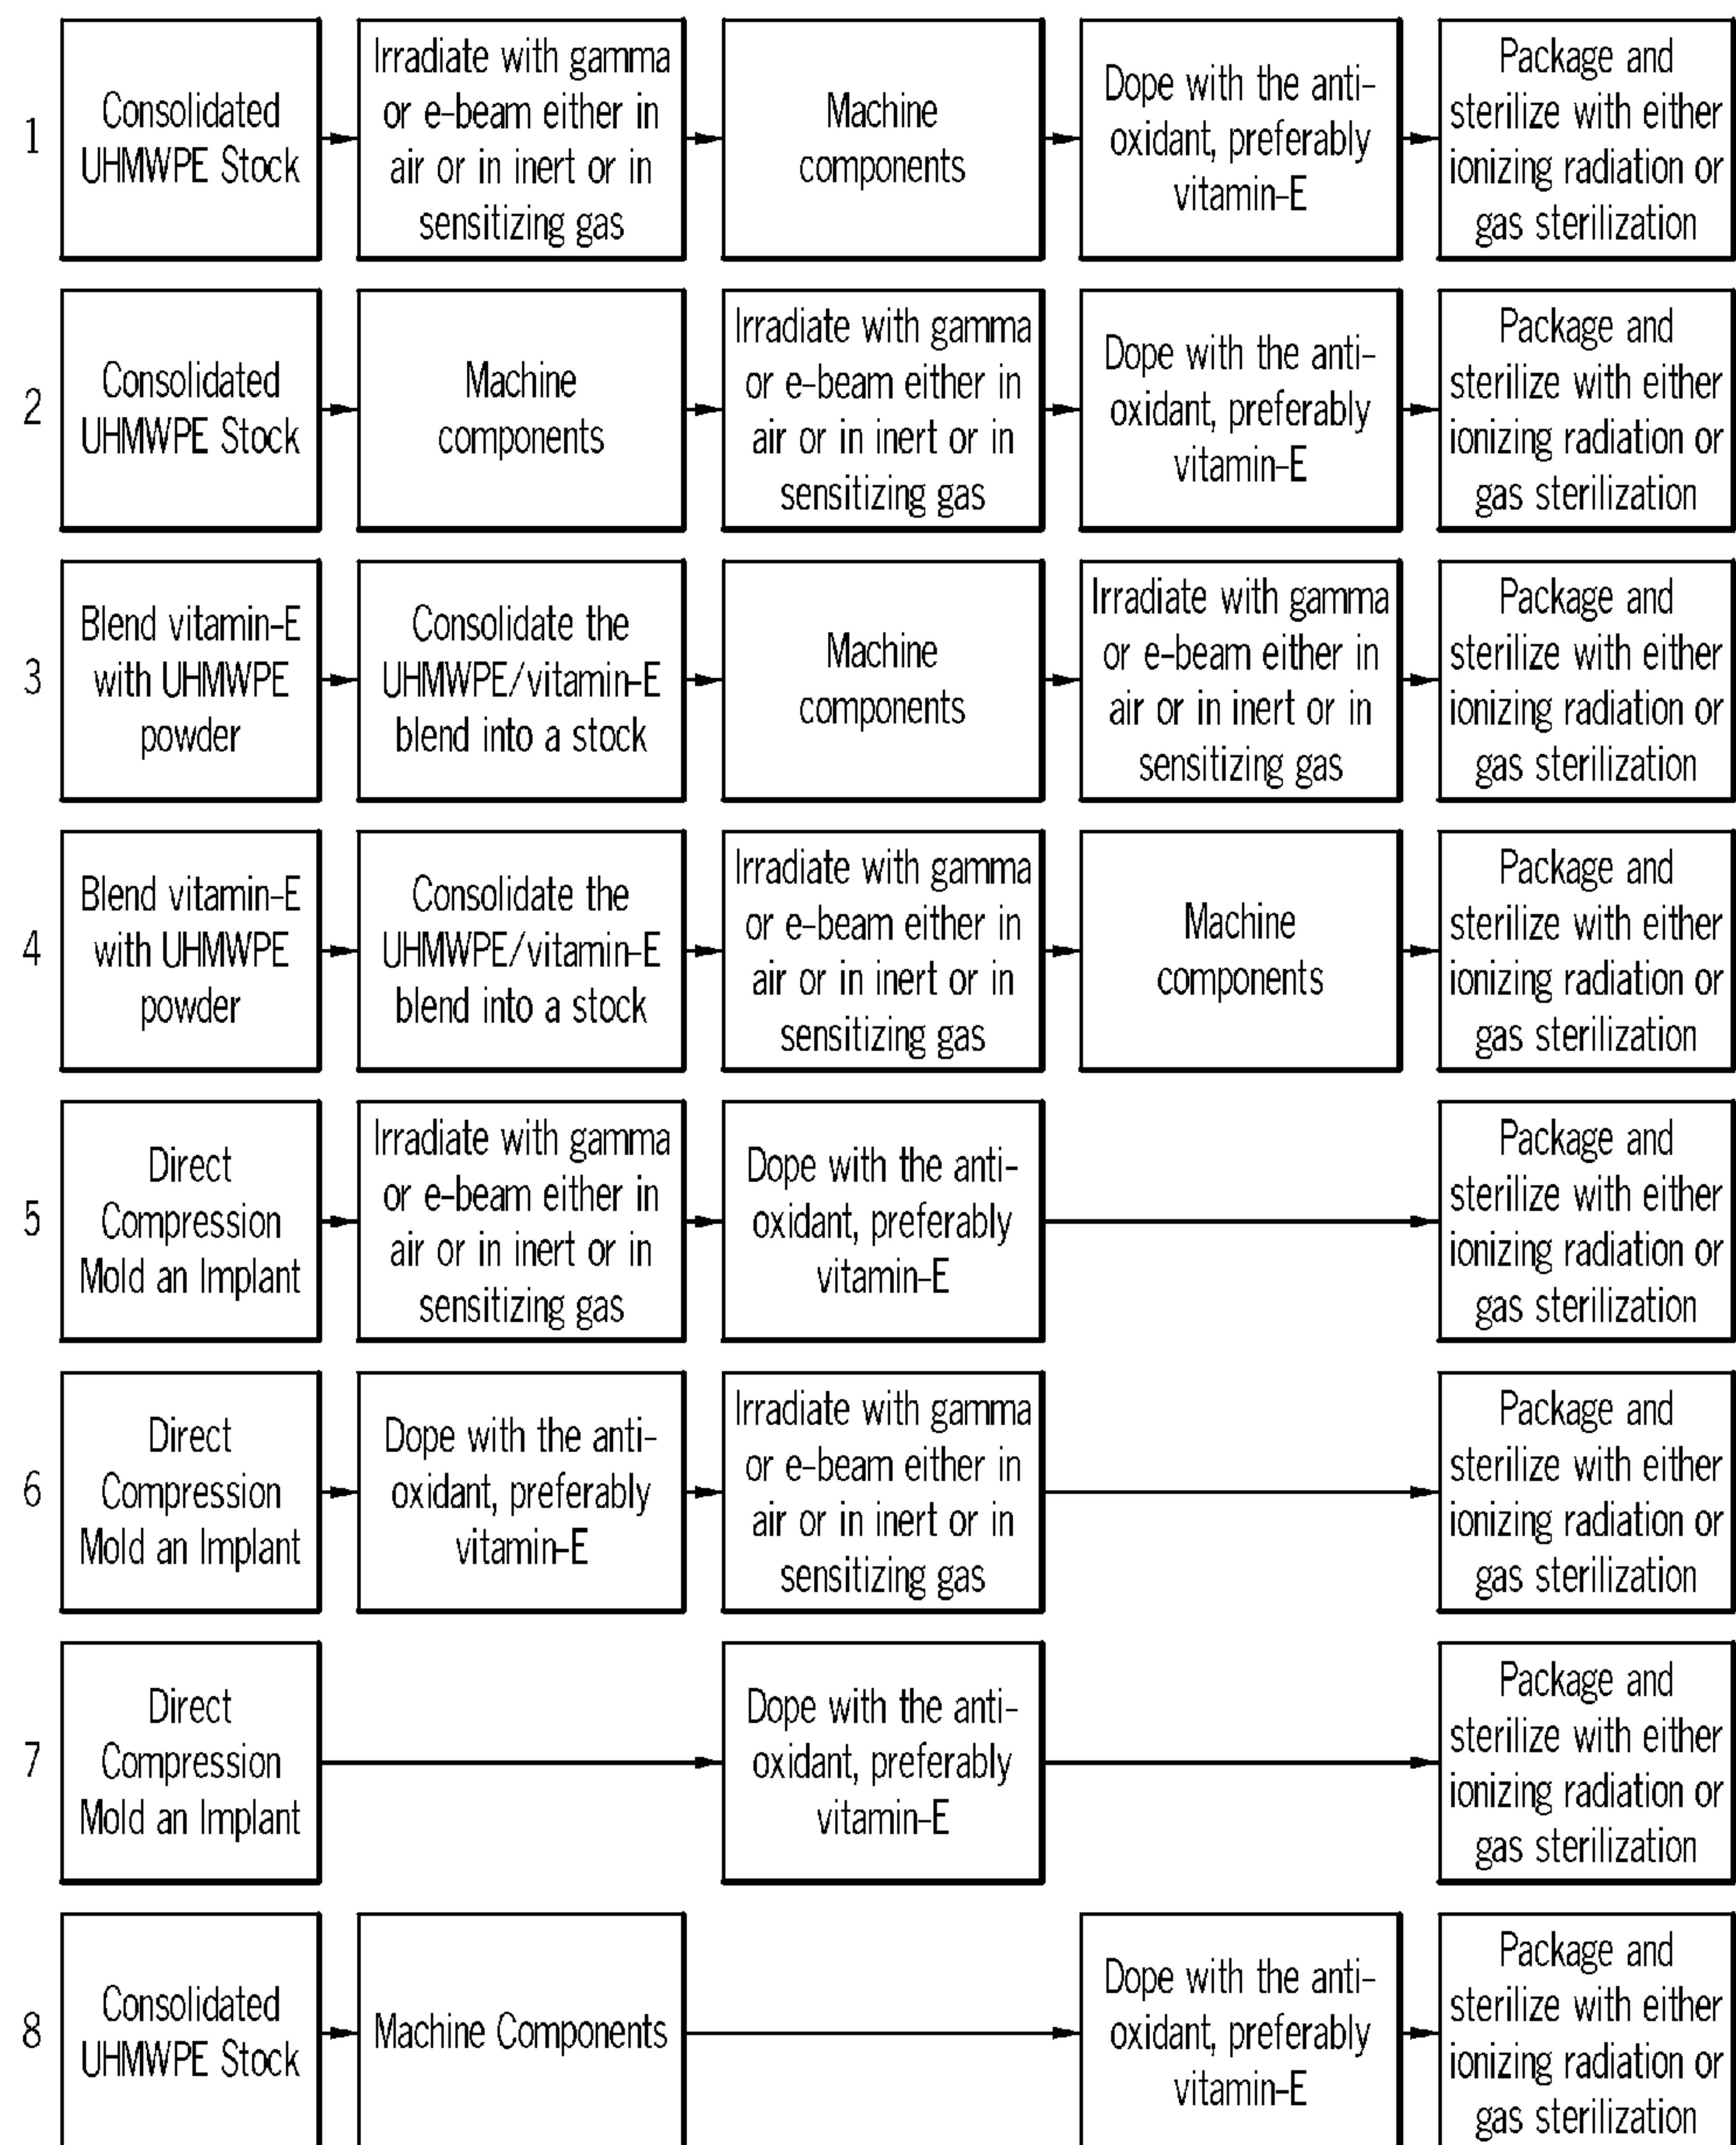 1
Consolidated
UHMWPE Stock
Irradiate with gamma
or e-beam either in
air or in inert or in
sensitizing gas
Machine
components
Dope with the anti-
oxidant, preferably
vitamin-E
Package and
sterilize with either
ionizing radiation or
gas sterilization
2
Consolidated
UHMWPE Stock
Machine
components
Irradiate with gamma
or e-beam either in
air or in inert or in
sensitizing gas
Dope with the anti-
oxidant, preferably
vitamin-E
Package and
sterilize with either
ionizing radiation or
gas sterilization
3
Blend vitamin-E
with UHMWPE
powder
Consolidate the
UHMWPE/vitamin-E
blend into a stock
Machine
components
Irradiate with gamma
or e-beam either in
air or in inert or in
sensitizing gas
Package and
sterilize with either
ionizing radiation or
gas sterilization
4
Blend vitamin-E
with UHMWPE
powder
Consolidate the
UHMWPE/vitamin-E
blend into a stock
Irradiate with gamma
or e-beam either in
air or in inert or in
sensitizing gas
Machine
components
Package and
sterilize with either
ionizing radiation or
gas sterilization
5
Direct
Compression
Mold an Implant
Irradiate with gamma
or e-beam either in
air or in inert or in
sensitizing gas
Dope with the anti-
oxidant, preferably
vitamin-E
Package and
sterilize with either
ionizing radiation or
gas sterilization
6
Direct
Compression
Mold an Implant
Dope with the anti-
oxidant, preferably
vitamin-E
Irradiate with gamma
or e-beam either in
air or in inert or in
sensitizing gas
Package and
sterilize with either
ionizing radiation or
gas sterilization
7
Direct
Compression
Mold an Implant
Dope with the anti-
oxidant, preferably
vitamin-E
Package and
sterilize with either
ionizing radiation or
gas sterilization
8
Consolidated
UHMWPE Stock
Machine Components
Dope with the anti-
oxidant, preferably
vitamin-E
Package and
sterilize with either
ionizing radiation or
gas sterilization